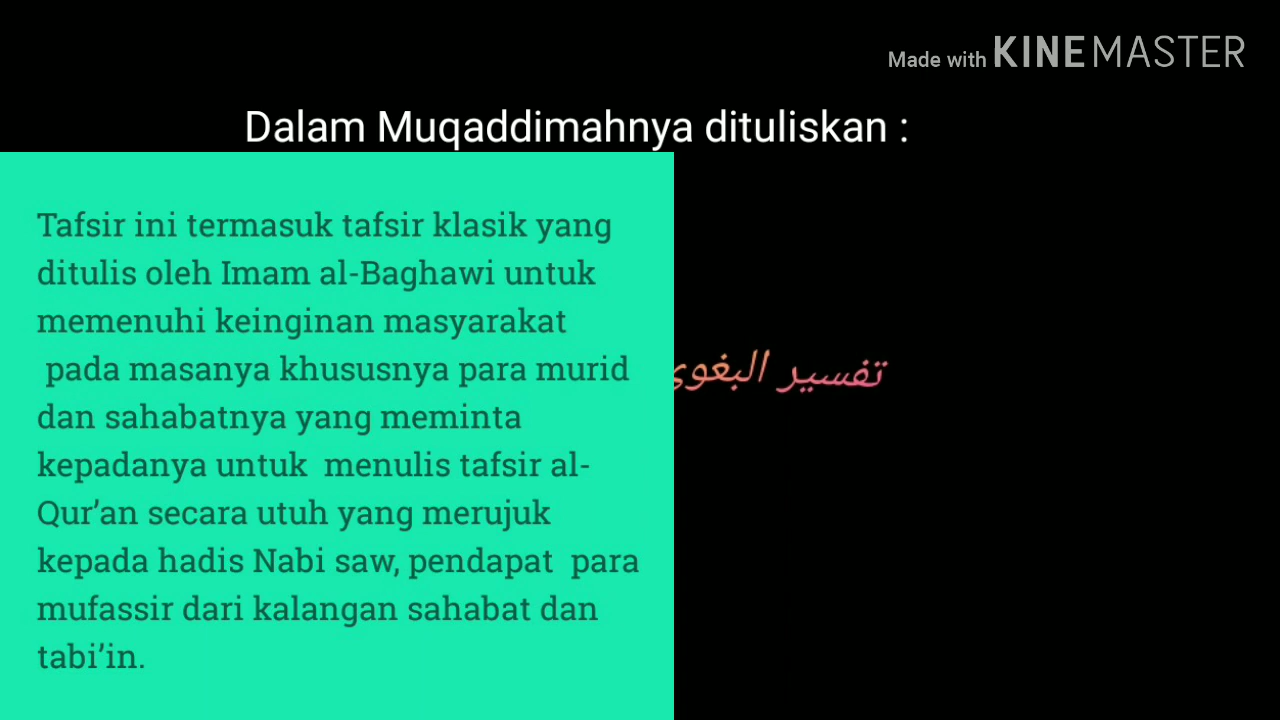 Made with KINEMASTER
Dalam Muqaddimahnya dituliskan :
Tafsir ini termasuk tafsir klasik yang
ditulis oleh Imam al-Baghawi untuk
memenuhi keinginan masyarakat
pada masanya khususnya para murid
dan sahabatnya yang meminta
kepadanya untuk menulis tafsir al-
Qur’an secara utuh yang merujuk
kepada hadis Nabi saw, pendapat para
mufassir dari kalangan sahabat dan
tabi’in.
تفسير البغوي